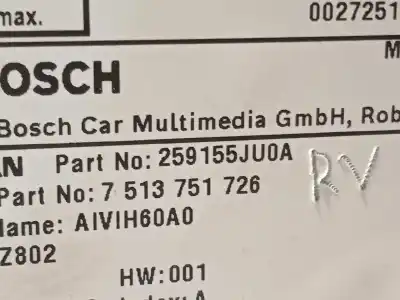 max.
0027251
M
BOSCH
Bosch Car Multimedia GmbH, Rob
AN Part No: 259155JU0A
Part No: 7 513 751 726
RV
Name: AIVIH60A0
Z802
HW:001